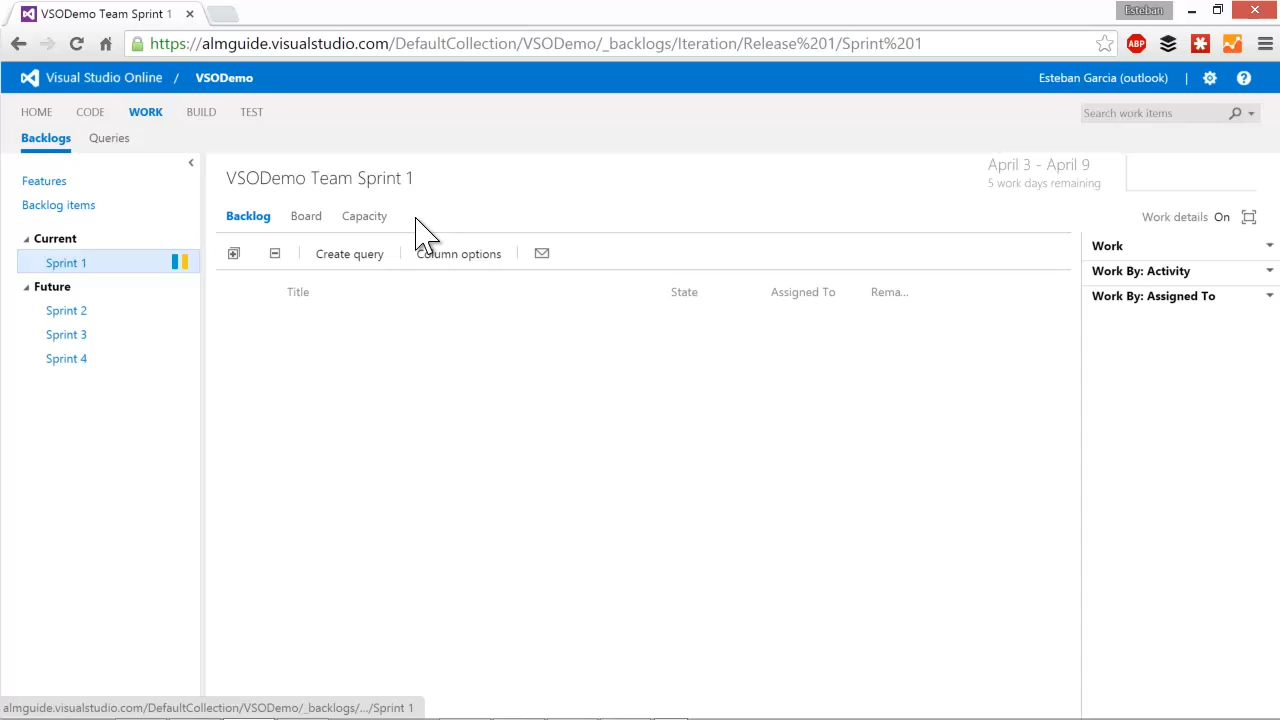 VSODemo Team Sprint 1
Esteban
https://almguide.visualstudio.com/DefaultCollection/VSODemo/_backlogs/Iteration/Release%201/Sprint%201
ABP
Visual Studio Online / VSODemo
Esteban Garcia (outlook) |
HOME CODE WORK BUILD TEST
Search work items
Backlogs Queries
Features
Backlog items
Current
Sprint 1
Future
Sprint 2
Sprint 3
Sprint 4
VSODemo Team Sprint 1
April 3 - April 9
5 work days remaining
Backlog Board Capacity
Work details On
Create query Column options
Title State Assigned To Rema...
Work
Work By: Activity
Work By: Assigned To
almguide.visualstudio.com/DefaultCollection/VSODemo/_backlogs/.../Sprint 1